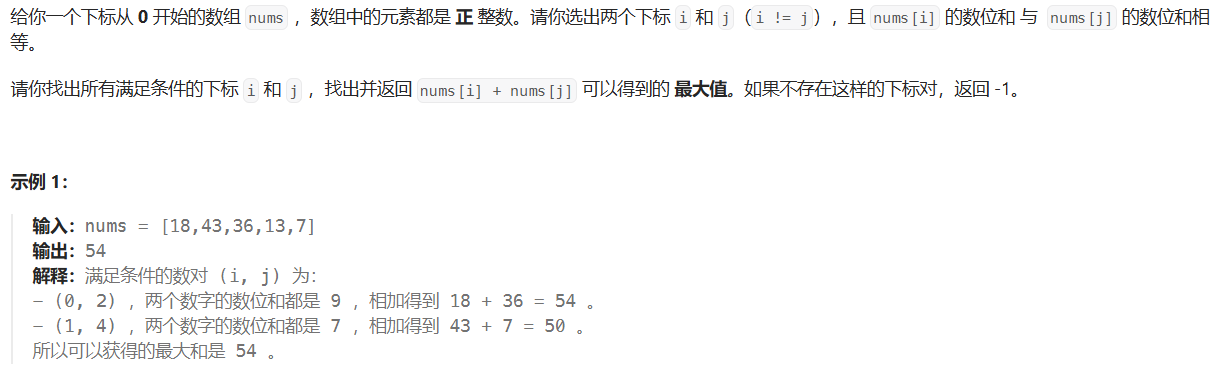 给你一个下标从 0 开始的数组 nums ，数组中的元素都是 正 整数。请你选出两个下标 i 和 j（i != j），且 nums[i] 的数位和 与 nums[j] 的数位和相
等。
请你找出所有满足条件的下标 i 和 j ，找出并返回 nums[i] + nums[j] 可以得到的 最大值。如果不存在这样的下标对，返回 -1。
示例 1：
输入：nums = [18,43,36,13,7]
输出：54
解释：满足条件的数对 (i, j) 为：
- (0, 2) ，两个数字的数位和都是 9 ，相加得到 18 + 36 = 54 。
- (1, 4) ，两个数字的数位和都是 7 ，相加得到 43 + 7 = 50 。
所以可以获得的最大和是 54 。